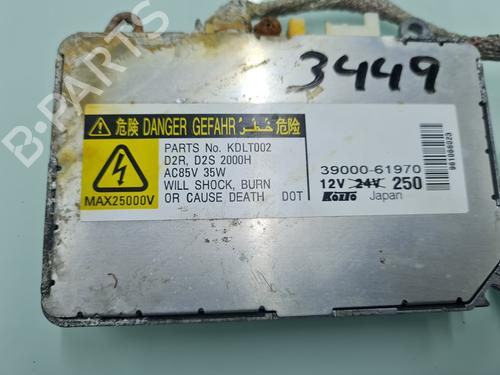 3449
危険 DANGER GEFAHR خطر 危险
PARTS No. KDLT002
D2R, D2S 2000H
AC85V 35W
WILL SHOCK, BURN
OR CAUSE DEATH DOT
MAX25000V
39000-61970
12V 24V 250
KOITO Japan
B-PARTS